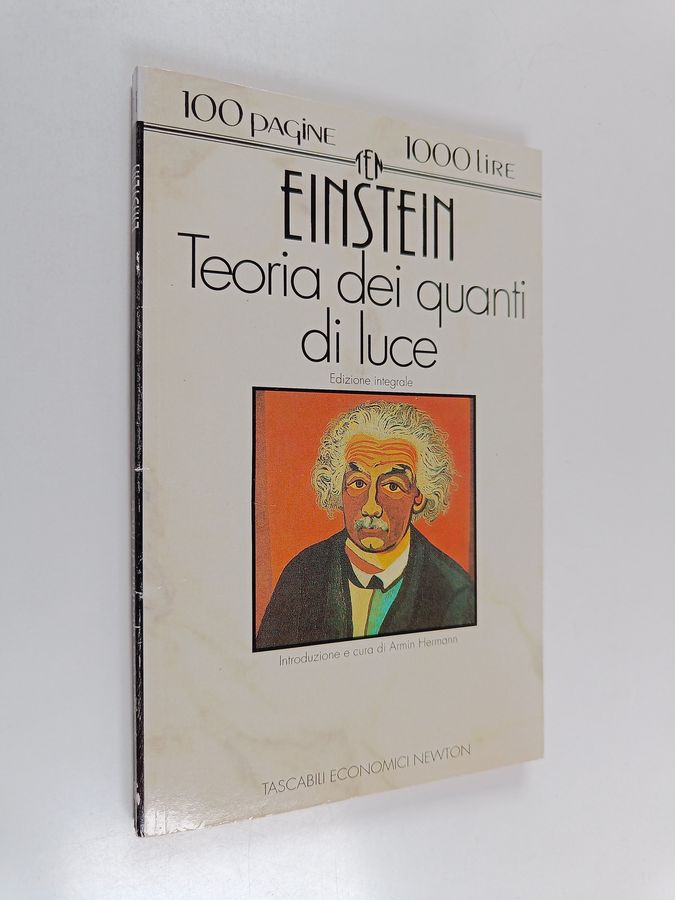 100 PAGINE 1000 LIRE
TEN
EINSTEIN
Teoria dei quanti
di luce
Edizione integrale
Introduzione e cura di Armin Hermann
TASCABILI ECONOMICI NEWTON
EINSTEIN